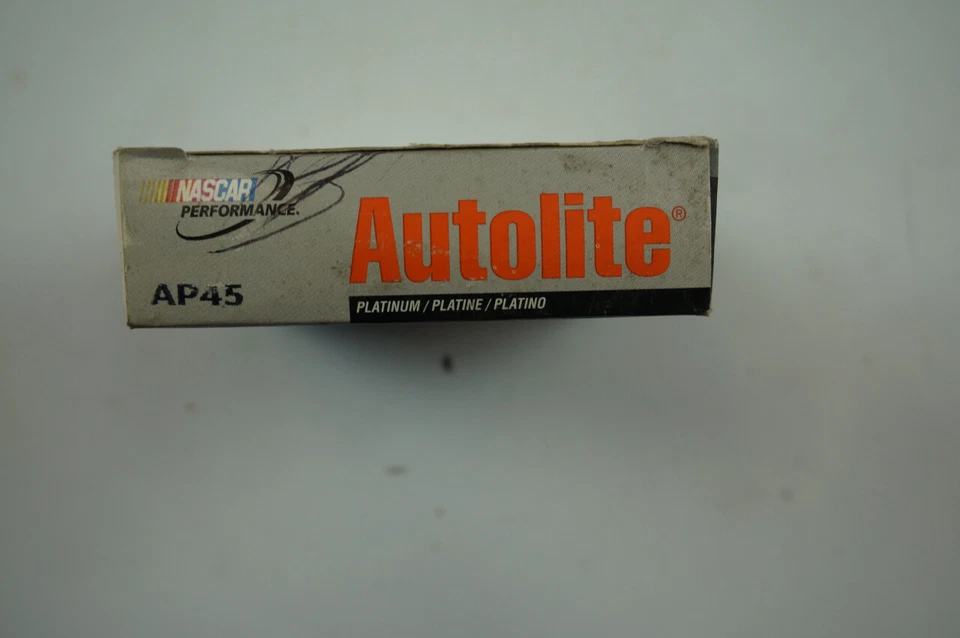 NASCAR
PERFORMANCE.
Autolite®
AP45
PLATINUM / PLATINE / PLATINO